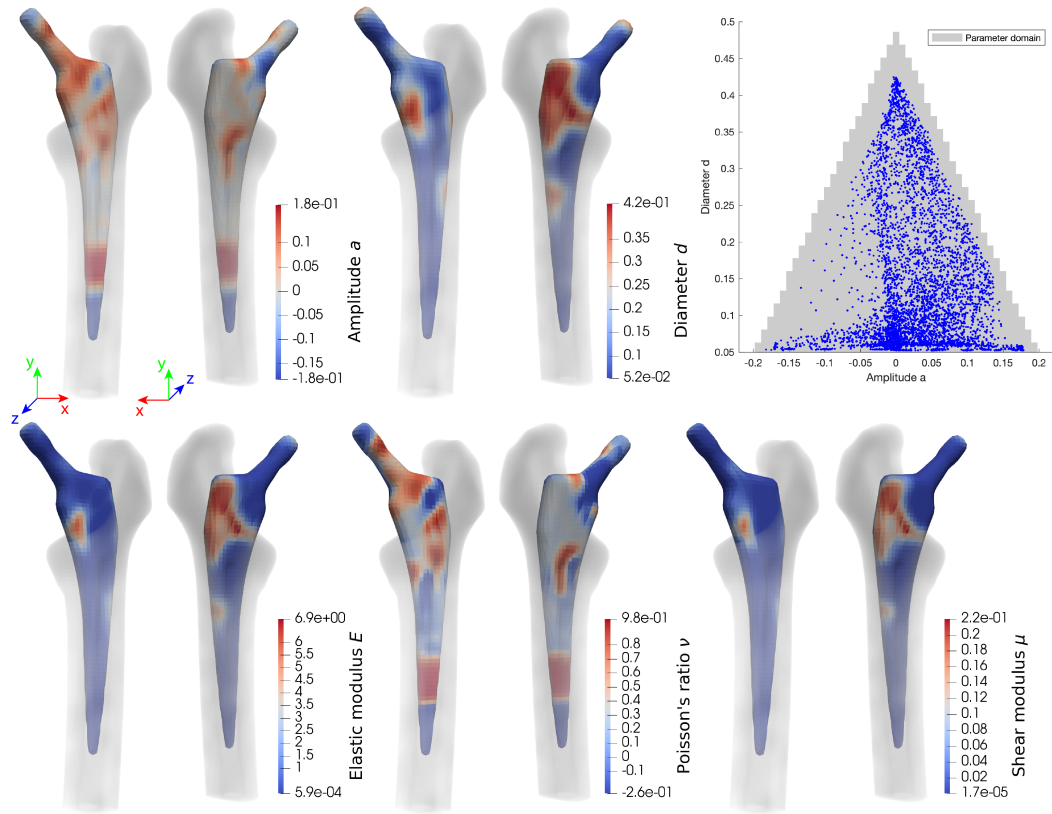 1.8e-01
0.1
0.05
0
-0.05
-0.1
-0.15
-1.8e-01
Amplitude a
4.2e-01
0.35
0.3
0.25
0.2
0.15
0.1
5.2e-02
Diameter d
0.5
0.45
0.4
0.35
0.3
0.25
0.2
0.15
0.1
0.05
Diameter d
Parameter domain
-0.2 -0.15 -0.1 -0.05 0 0.05 0.1 0.15 0.2
Amplitude a
y
x
z
y
z
x
6.9e+00
6
5.5
5
4.5
4
3.5
3
2.5
2
1.5
1
5.9e-04
Elastic modulus E
9.8e-01
0.8
0.7
0.6
0.5
0.4
0.3
0.2
0.1
0
-0.1
-2.6e-01
Poisson's ratio ν
2.2e-01
0.2
0.18
0.16
0.14
0.12
0.1
0.08
0.06
0.04
0.02
1.7e-05
Shear modulus μ